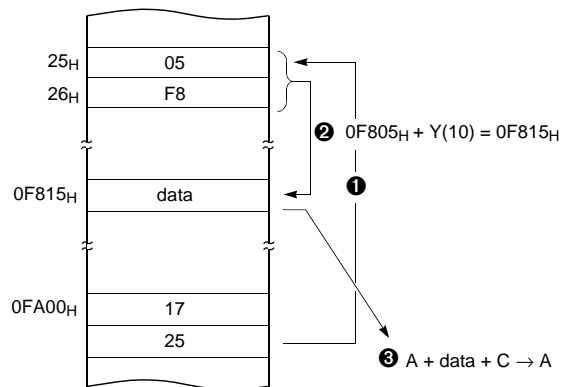 25H 05
26H F8
❷ 0F805H + Y(10) = 0F815H
❶
0F815H data
0FA00H 17
25
❸ A + data + C → A